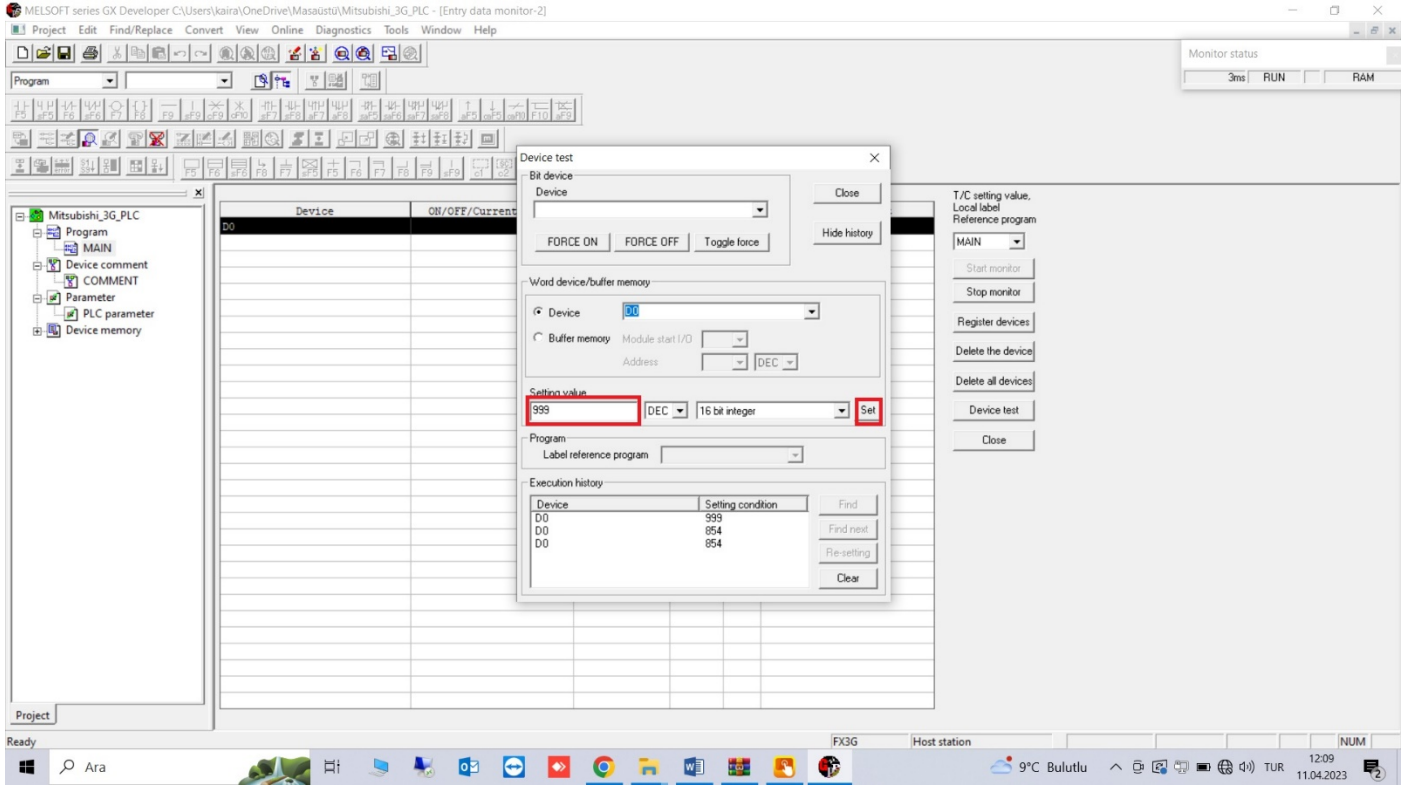 MELSOFT series GX Developer C:\Users\kaira\OneDrive\Masaüstü\Mitsubishi_3G_PLC - [Entry data monitor-2]
Project Edit Find/Replace Convert View Online Diagnostics Tools Window Help
Monitor status
3ms RUN RAM
Program
Mitsubishi_3G_PLC
Program
MAIN
Device comment
COMMENT
Parameter
PLC parameter
Device memory
Project
Device ON/OFF/Current
D0
Device test
Bit device
Device
FORCE ON FORCE OFF Toggle force
Close
Hide history
Word device/buffer memory
Device D0
Buffer memory Module start I/O
Address DEC
Setting value
999 DEC 16 bit integer Set
Program
Label reference program
Execution history
Device Setting condition
D0 999
D0 854
D0 854
Find
Find next
Re-setting
Clear
T/C setting value,
Local label
Reference program
MAIN
Start monitor
Stop monitor
Register devices
Delete the device
Delete all devices
Device test
Close
Ready FX3G Host station NUM
Ara
9°C Bulutlu TUR 12:09
11.04.2023
2